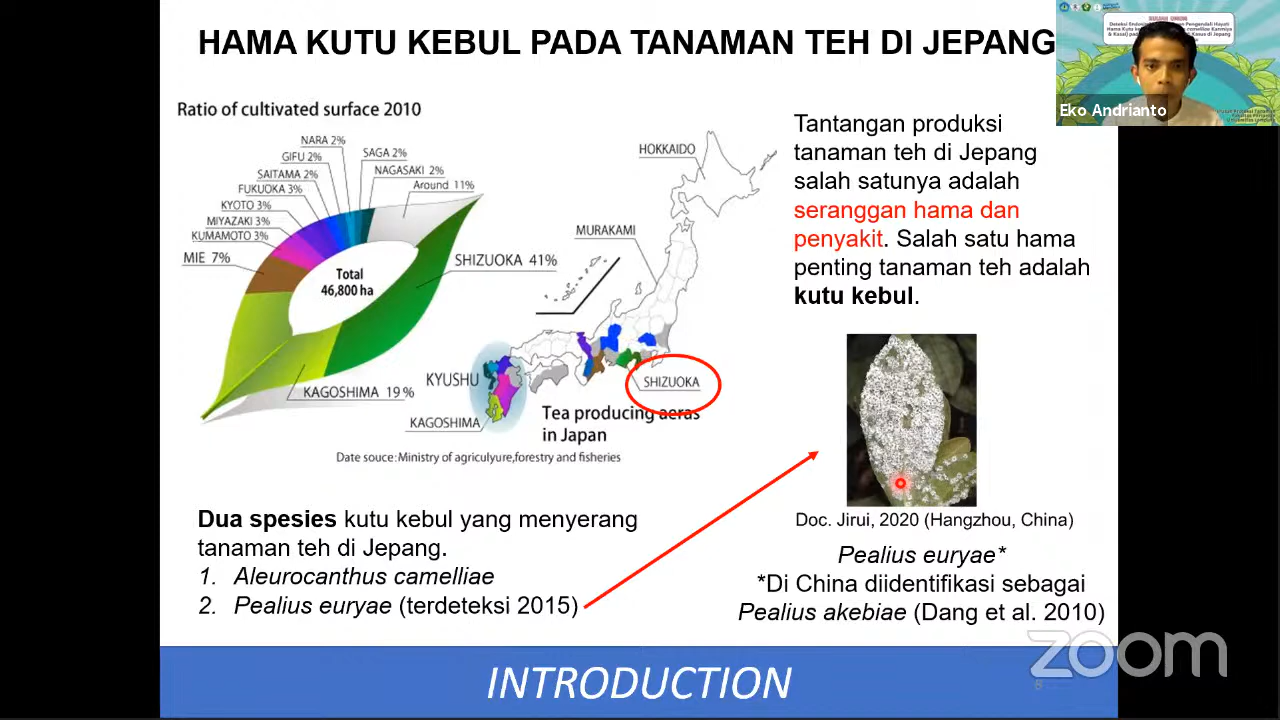 HAMA KUTU KEBUL PADA TANAMAN TEH DI JEPANG
Eko Andrianto
Ratio of cultivated surface 2010
NARA 2%
GIFU 2%
SAITAMA 2%
FUKUOKA 3%
KYOTO 3%
MIYAZAKI 3%
KUMAMOTO 3%
MIE 7%
SAGA 2%
NAGASAKI 2%
Around 11%
Total
46,800 ha
SHIZUOKA 41%
KAGOSHIMA 19%
HOKKAIDO
MURAKAMI
KYUSHU
SHIZUOKA
KAGOSHIMA
Tea producing aeras
in Japan
Date souce: Ministry of agriculyure,forestry and fisheries
Tantangan produksi
tanaman teh di Jepang
salah satunya adalah
seranggan hama dan
penyakit. Salah satu hama
penting tanaman teh adalah
kutu kebul.
Doc. Jirui, 2020 (Hangzhou, China)
Pealius euryae*
*Di China diidentifikasi sebagai
Pealius akebiae (Dang et al. 2010)
Dua spesies kutu kebul yang menyerang
tanaman teh di Jepang.
1. Aleurocanthus camelliae
2. Pealius euryae (terdeteksi 2015)
INTRODUCTION
zoom